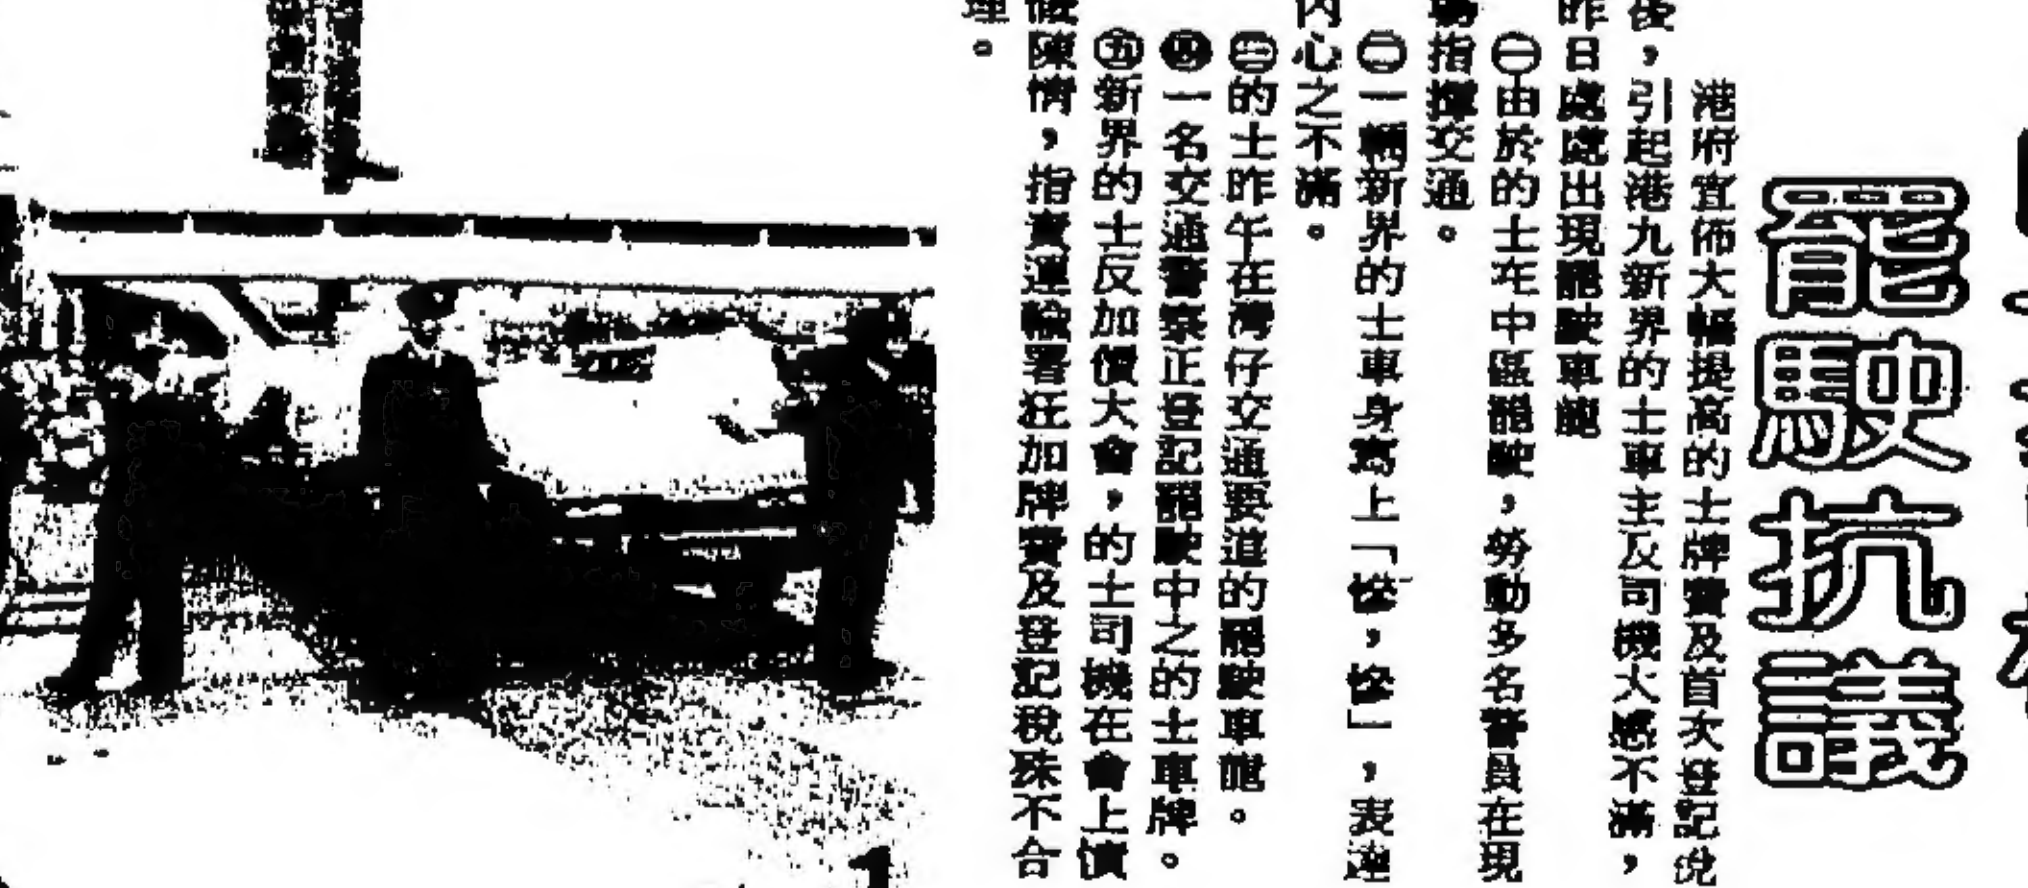 罷駛抗議
港府宣佈大幅提高的士牌費及首次登記稅
後，引起港九新界的士車主反司機大感不滿，
昨日處處出現罷駛車龍
㊀由於的士在中區罷駛，勞動多名警員在現
場指揮交通。
㊁一輛新界的士車身寫上「慘，慘」，表達
內心之不滿。
㊂的士昨午在灣仔交通要道的罷駛車龍。
㊃一名交通警察正登記罷駛中之的士車牌。
㊄新界的士反加價大會，的士司機在會上憤
慨陳情，指責運輸署狂加牌費及登記稅殊不合
理。